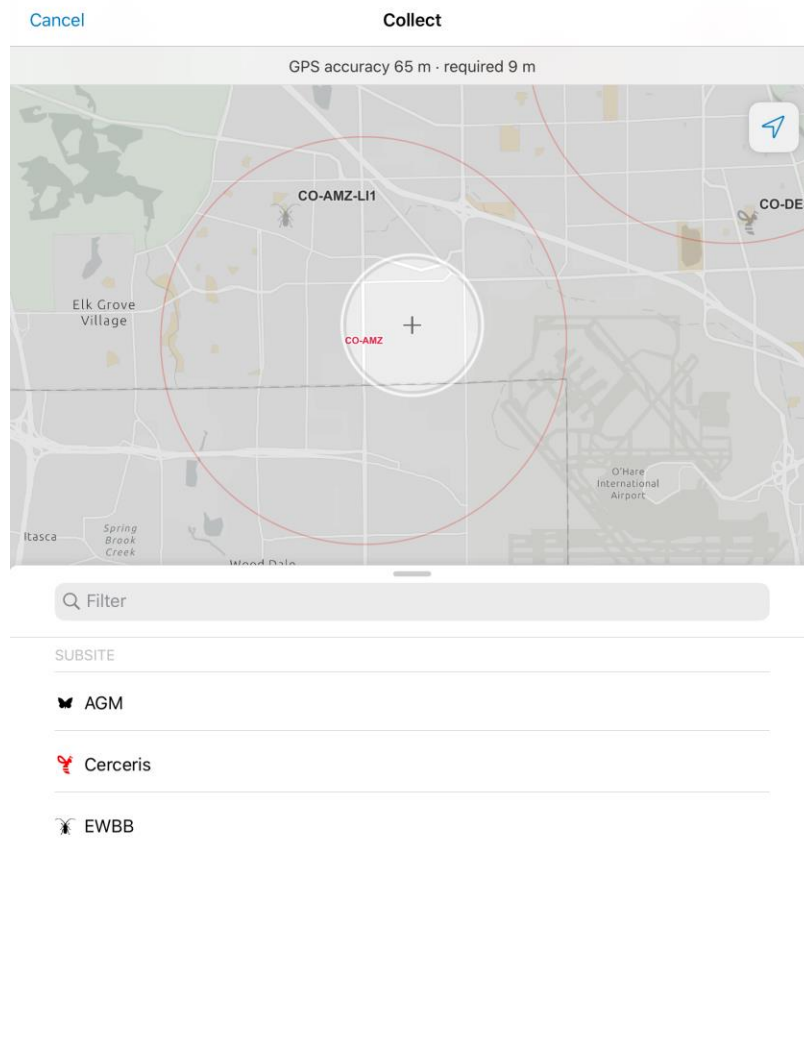 Cancel
Collect
GPS accuracy 65 m · required 9 m
CO-AMZ-LI1
CO-DE
Elk Grove
Village
CO-AMZ
O'Hare
International
Airport
Itasca
Spring
Brook
Creek
Wood Dale
Filter
SUBSITE
AGM
Cerceris
EWBB